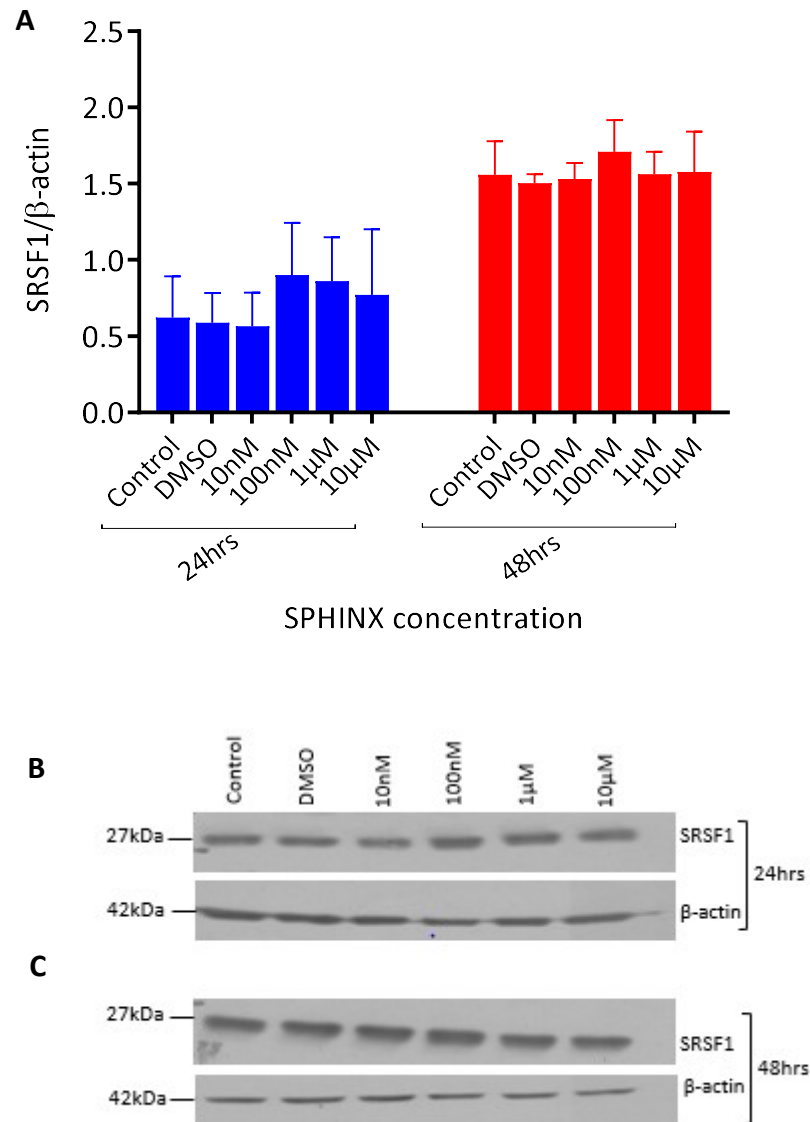 A
2.5
2.0
1.5
1.0
0.5
0.0
SRSF1/β-actin
Control
DMSO
10nM
100nM
1µM
10µM
Control
DMSO
10nM
100nM
1µM
10µM
24hrs
48hrs
SPHINX concentration
B
Control
DMSO
10nM
100nM
1µM
10µM
27kDa
SRSF1
24hrs
42kDa
β-actin
C
27kDa
SRSF1
48hrs
β-actin
42kDa